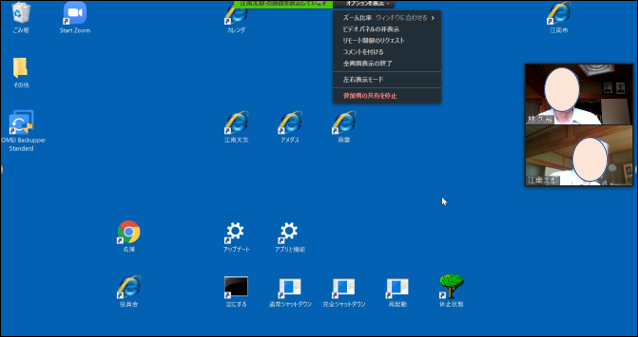 江南太郎 の画面を表示しています
オプションを表示
ズーム比率 ウィンドウに合わせる
ビデオパネルの非表示
リモート制御のリクエスト
コメントを付ける
全画面表示の終了
左右表示モード
参加者の共有を停止
ごみ箱
Start Zoom
カレンダ
江南市
その他
OMEI Backupper
Standard
江南天気
アメダス
雨雲
江南太郎
名簿
アップデート
アプリと機能
役員会
空にする
通常シャットダウン
完全シャットダウン
再起動
休止状態